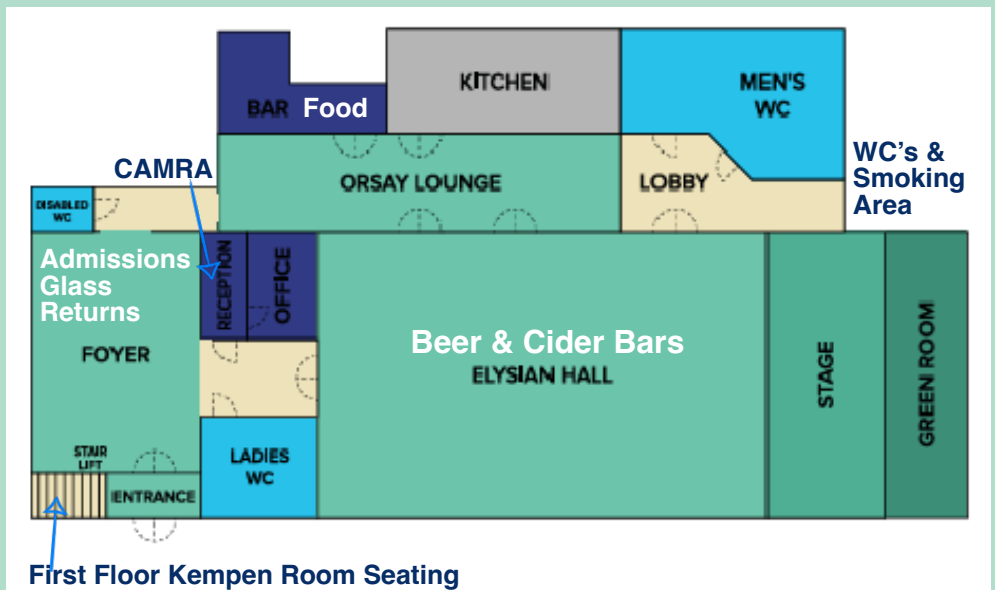 KITCHEN
MEN'S
WC
BAR Food
CAMRA
ORSAY LOUNGE
LOBBY
WC's &
Smoking
Area
DISABLED
WC
Admissions
Glass
Returns
RECEPTION
OFFICE
FOYER
Beer & Cider Bars
ELYSIAN HALL
STAGE
GREEN ROOM
STAIR
LIFT
LADIES
WC
ENTRANCE
First Floor Kempen Room Seating